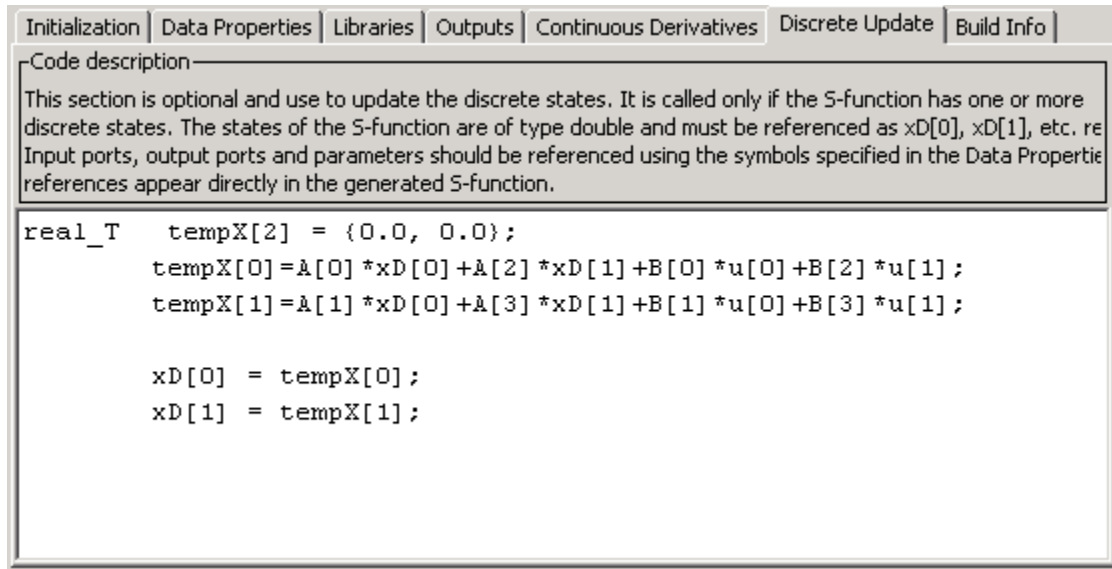 Initialization Data Properties Libraries Outputs Continuous Derivatives Discrete Update Build Info
Code description
This section is optional and use to update the discrete states. It is called only if the S-function has one or more
discrete states. The states of the S-function are of type double and must be referenced as xD[0], xD[1], etc. re
Input ports, output ports and parameters should be referenced using the symbols specified in the Data Propertie
references appear directly in the generated S-function.
real_T   tempX[2] = {0.0, 0.0};
tempX[0]=A[0]*xD[0]+A[2]*xD[1]+B[0]*u[0]+B[2]*u[1];
tempX[1]=A[1]*xD[0]+A[3]*xD[1]+B[1]*u[0]+B[3]*u[1];
xD[0] = tempX[0];
xD[1] = tempX[1];